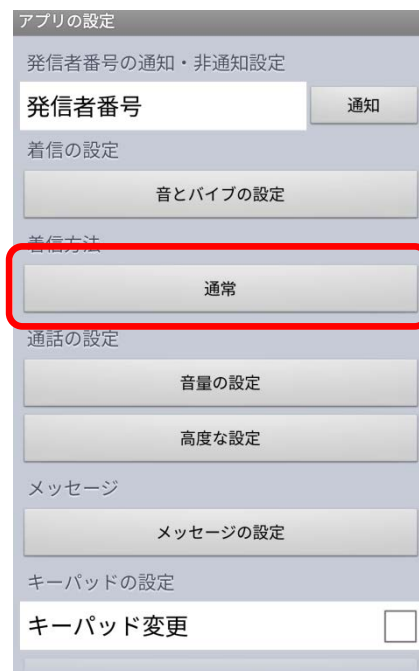 アプリの設定
発信者番号の通知・非通知設定
発信者番号
通知
着信の設定
音とバイブの設定
着信方法
通常
通話の設定
音量の設定
高度な設定
メッセージ
メッセージの設定
キーパッドの設定
キーパッド変更